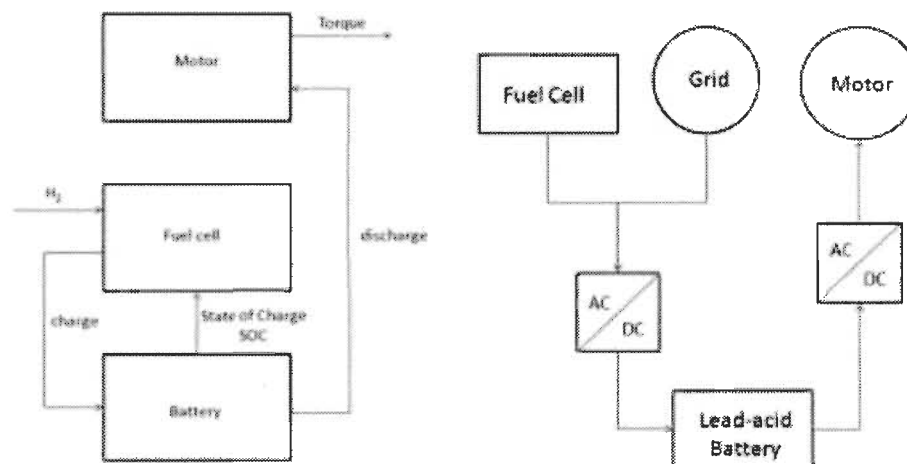 Torque
Motor
H₂
Fuel cell
discharge
charge
State of Charge
SOC
Battery
Fuel Cell
Grid
Motor
AC
DC
AC
DC
Lead-acid
Battery